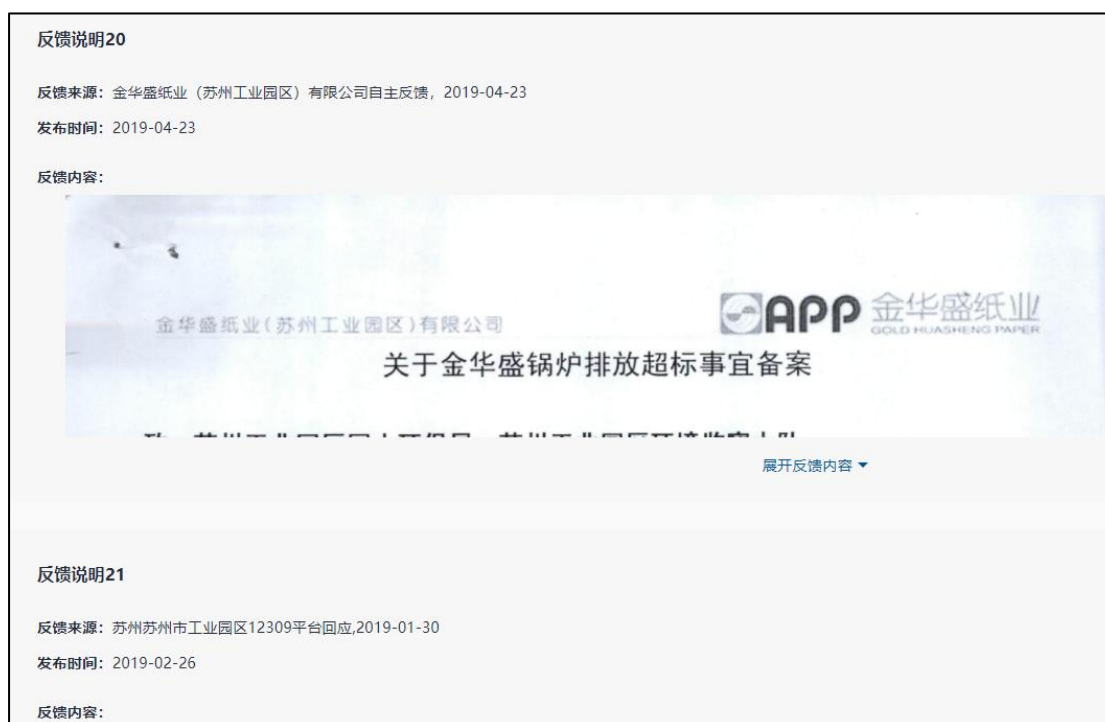 反馈说明20
反馈来源：金华盛纸业（苏州工业园区）有限公司自主反馈，2019-04-23
发布时间：2019-04-23
反馈内容：
金华盛纸业(苏州工业园区)有限公司
APP 金华盛纸业
GOLD HUASHENG PAPER
关于金华盛锅炉排放超标事宜备案
展开反馈内容
反馈说明21
反馈来源：苏州苏州市工业园区12309平台回应,2019-01-30
发布时间：2019-02-26
反馈内容：